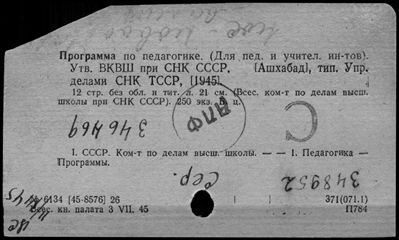 Программа по педагогике. (Для пед. и учител. ин-тов).
Утв. ВКВШ при СНК СССР. [Ашхабад], тип. Упр.
делами СНК ТССР, [1945].
12 стр. без обл. и тит. л. 21 см. (Всес. ком-т по делам высш.
школы при СНК СССР). 250 экз. Б. ц.
346469
ДПФ
С
1. СССР. Ком-т по делам высш. школы. — — I. Педагогика —
Программы.
Сер.
348952
№ 6134 [45-8576] 26
371(071.1)
Всес. кн. палата 3 VII. 45
П784